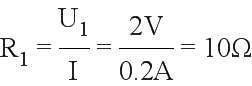 R₁ = U₁/I = 2V/0.2A = 10Ω